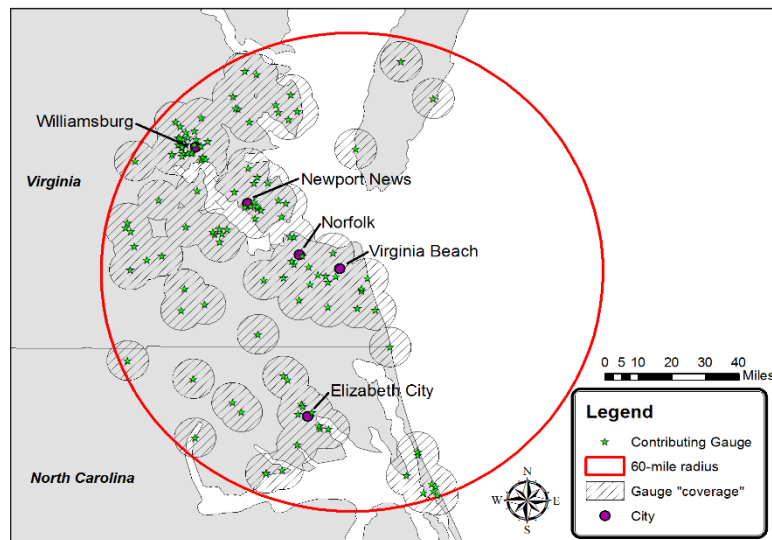 Williamsburg
Virginia
Newport News
Norfolk
Virginia Beach
0 5 10 20 30 40
Miles
Elizabeth City
North Carolina
N
W E
S
Legend
Contributing Gauge
60-mile radius
Gauge "coverage"
City